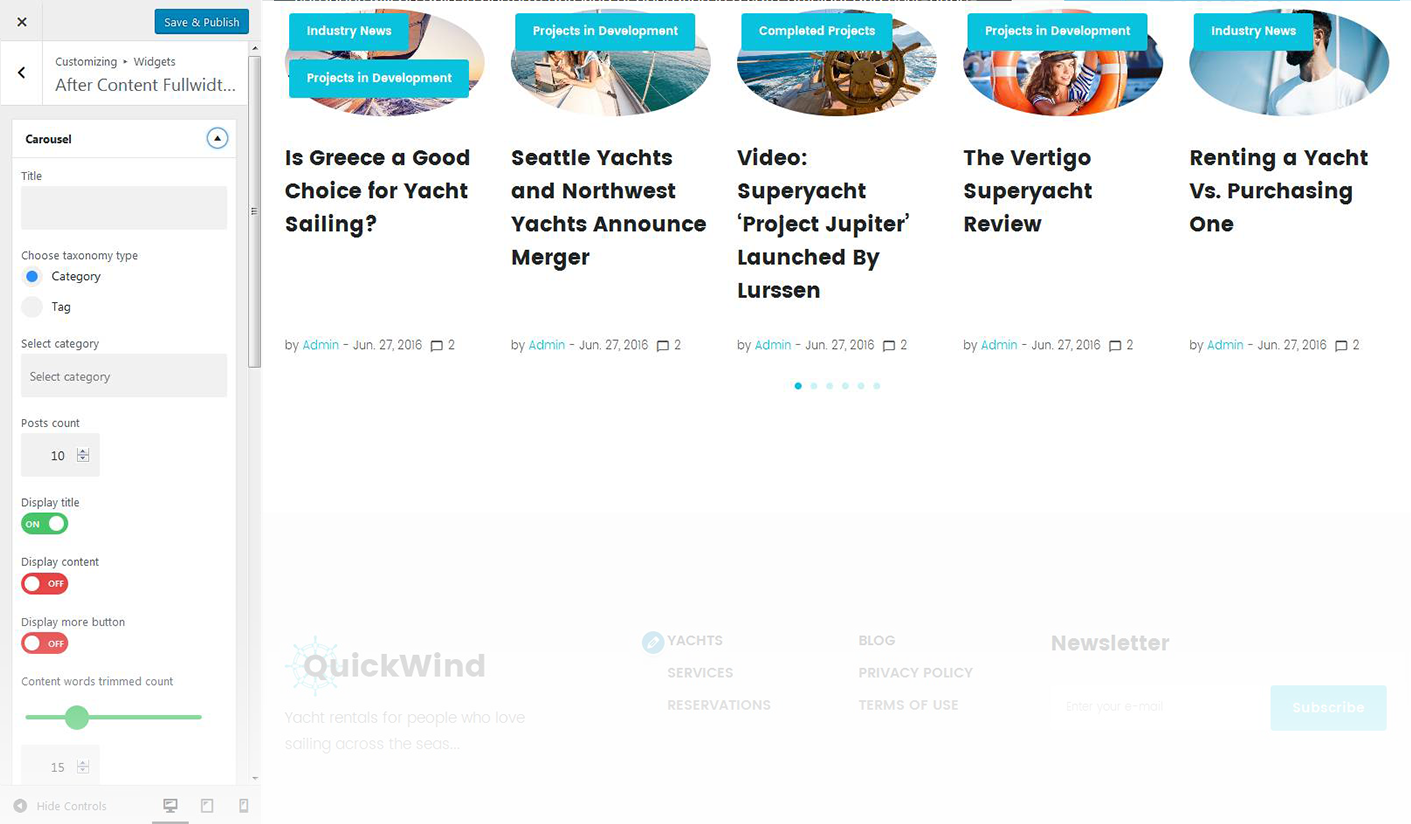 Save & Publish
Customizing ▸ Widgets
After Content Fullwidt...
Carousel
Title
Choose taxonomy type
Category
Tag
Select category
Select category
Posts count
10
Display title
ON
Display content
OFF
Display more button
OFF
Content words trimmed count
15
Hide Controls
Industry News
Projects in Development
Is Greece a Good
Choice for Yacht
Sailing?
by Admin - Jun. 27, 2016 2
Projects in Development
Seattle Yachts
and Northwest
Yachts Announce
Merger
by Admin - Jun. 27, 2016 2
Completed Projects
Video:
Superyacht
‘Project Jupiter’
Launched By
Lurssen
by Admin - Jun. 27, 2016 2
Projects in Development
The Vertigo
Superyacht
Review
by Admin - Jun. 27, 2016 2
Industry News
Renting a Yacht
Vs. Purchasing
One
by Admin - Jun. 27, 2016 2
QuickWind
Yacht rentals for people who love
sailing across the seas...
YACHTS
SERVICES
RESERVATIONS
BLOG
PRIVACY POLICY
TERMS OF USE
Newsletter
Enter your e-mail
Subscribe